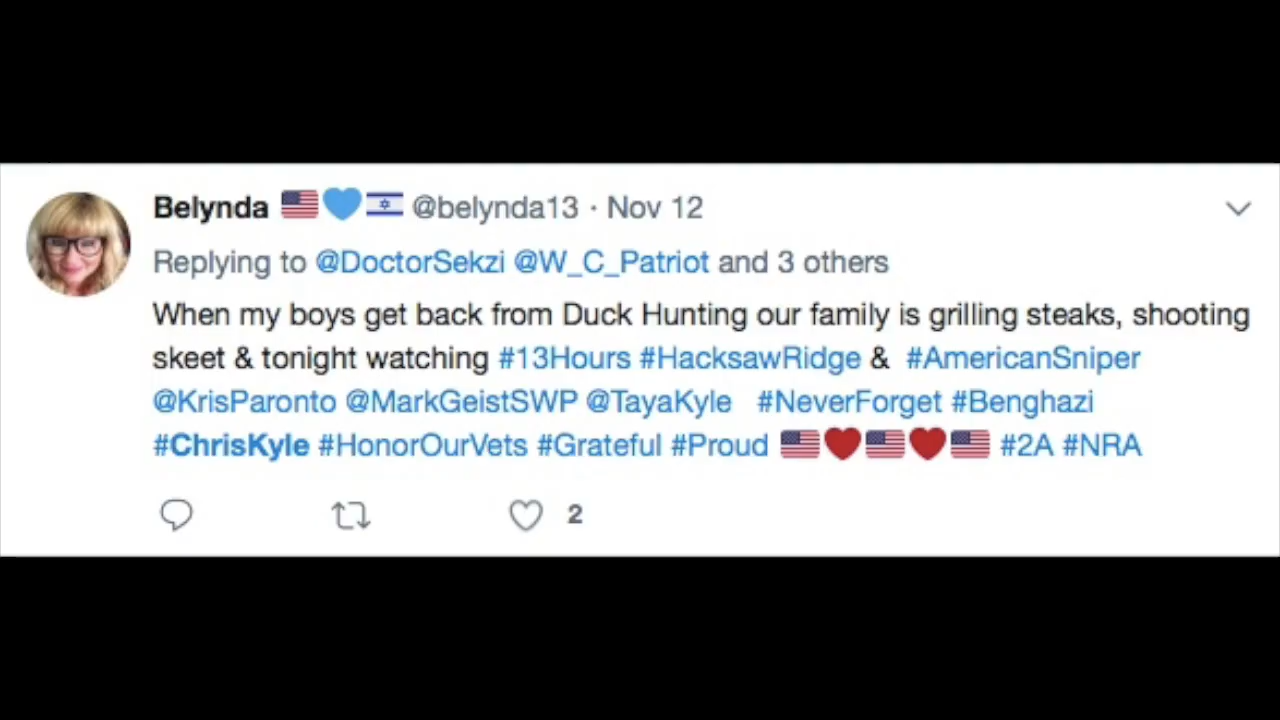 Belynda 🇺🇸💙🇮🇱 @belynda13 · Nov 12
Replying to @DoctorSekzi @W_C_Patriot and 3 others
When my boys get back from Duck Hunting our family is grilling steaks, shooting
skeet & tonight watching #13Hours #HacksawRidge & #AmericanSniper
@KrisParonto @MarkGeistSWP @TayaKyle #NeverForget #Benghazi
#ChrisKyle #HonorOurVets #Grateful #Proud 🇺🇸❤️🇺🇸❤️🇺🇸 #2A #NRA
2